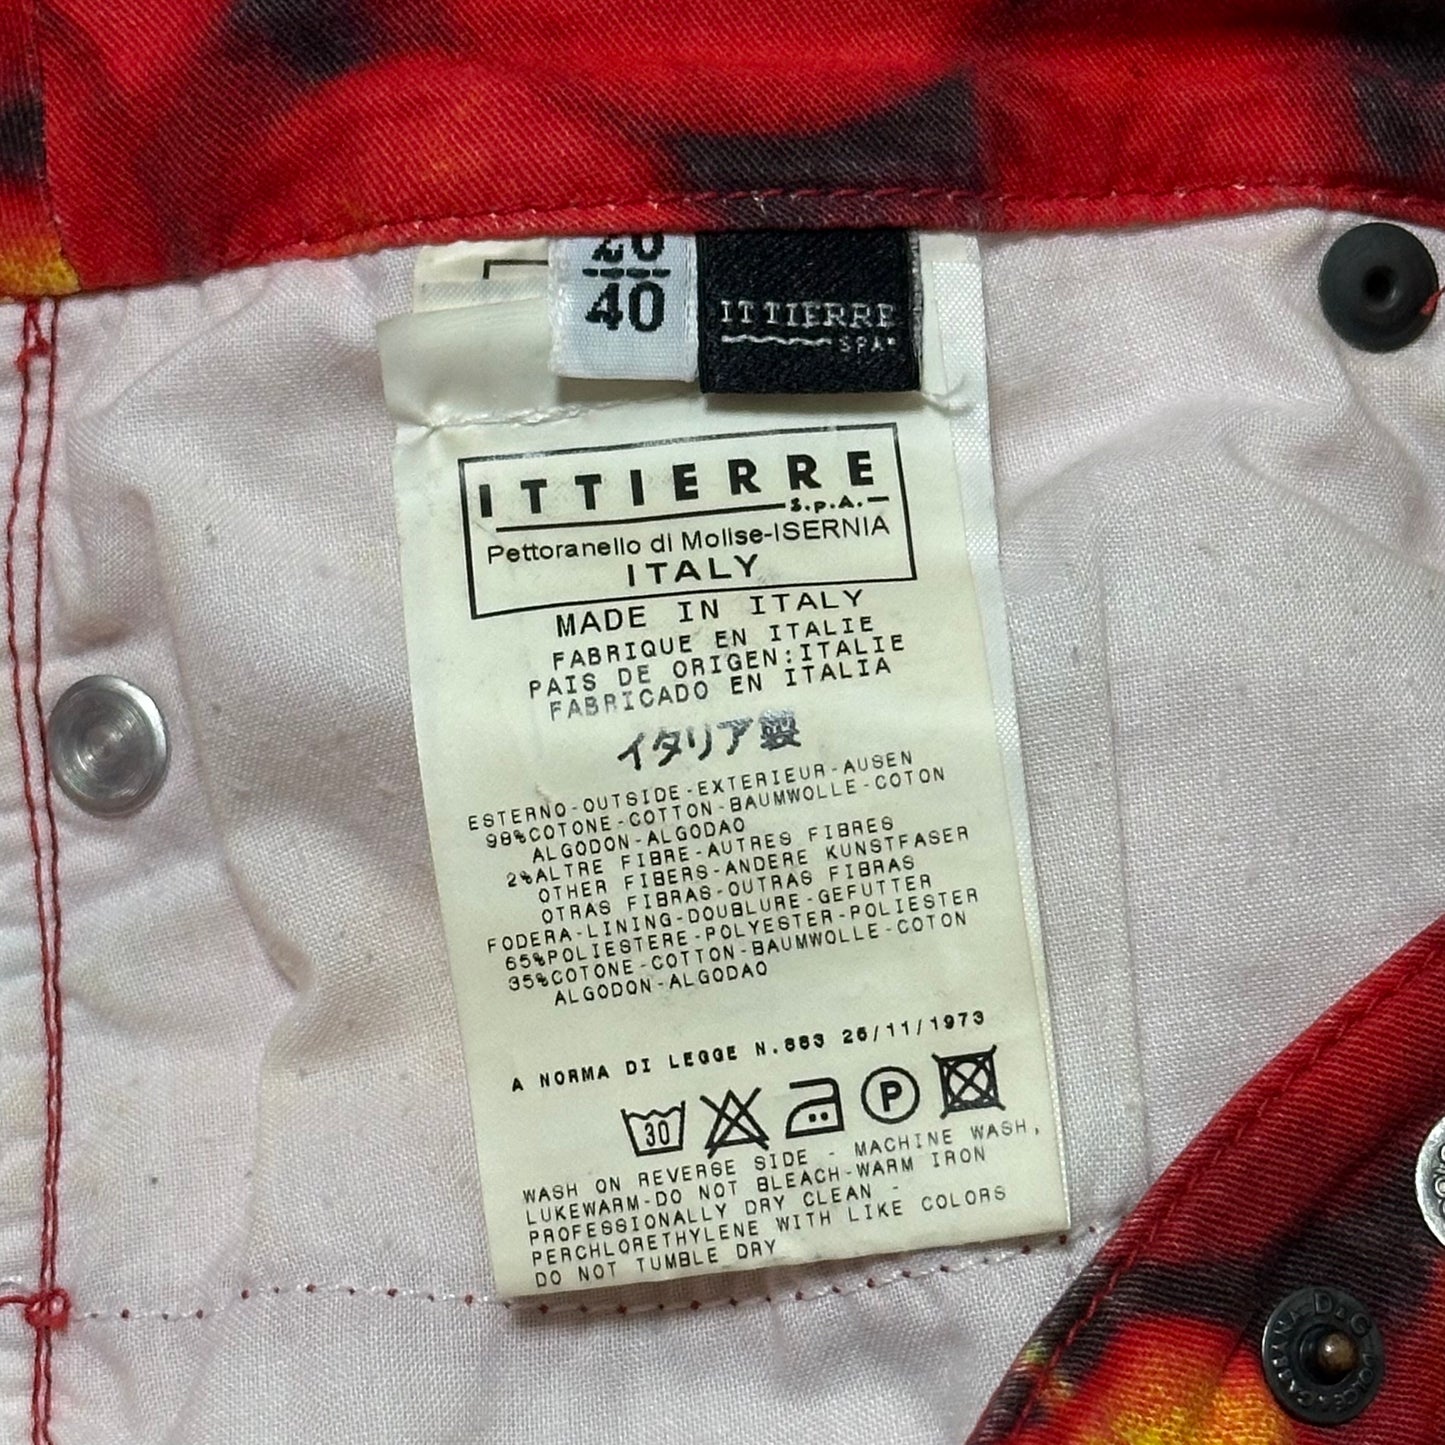 26
40
ITTIERRE
SPA
ITTIERRE
S.p.A.
Pettoranello di Molise-ISERNIA
ITALY
MADE IN ITALY
FABRIQUE EN ITALIE
PAIS DE ORIGEN:ITALIE
FABRICADO EN ITALIA
イタリア製
ESTERNO-OUTSIDE-EXTERIEUR-AUSEN
98%COTONE-COTTON-BAUMWOLLE-COTON
ALGODON-ALGODAO
2%ALTRE FIBRE-AUTRES FIBRES
OTHER FIBERS-ANDERE KUNSTFASER
OTRAS FIBRAS-OUTRAS FIBRAS
FODERA-LINING-DOUBLURE-GEFUTTER
65%POLIESTERE-POLYESTER-POLIESTER
35%COTONE-COTTON-BAUMWOLLE-COTON
ALGODON-ALGODAO
A NORMA DI LEGGE N.883 26/11/1973
30 P
WASH ON REVERSE SIDE - MACHINE WASH,
LUKEWARM-DO NOT BLEACH-WARM IRON
PROFESSIONALLY DRY CLEAN -
PERCHLORETHYLENE WITH LIKE COLORS
DO NOT TUMBLE DRY
D&G DOLCE & GABBANA